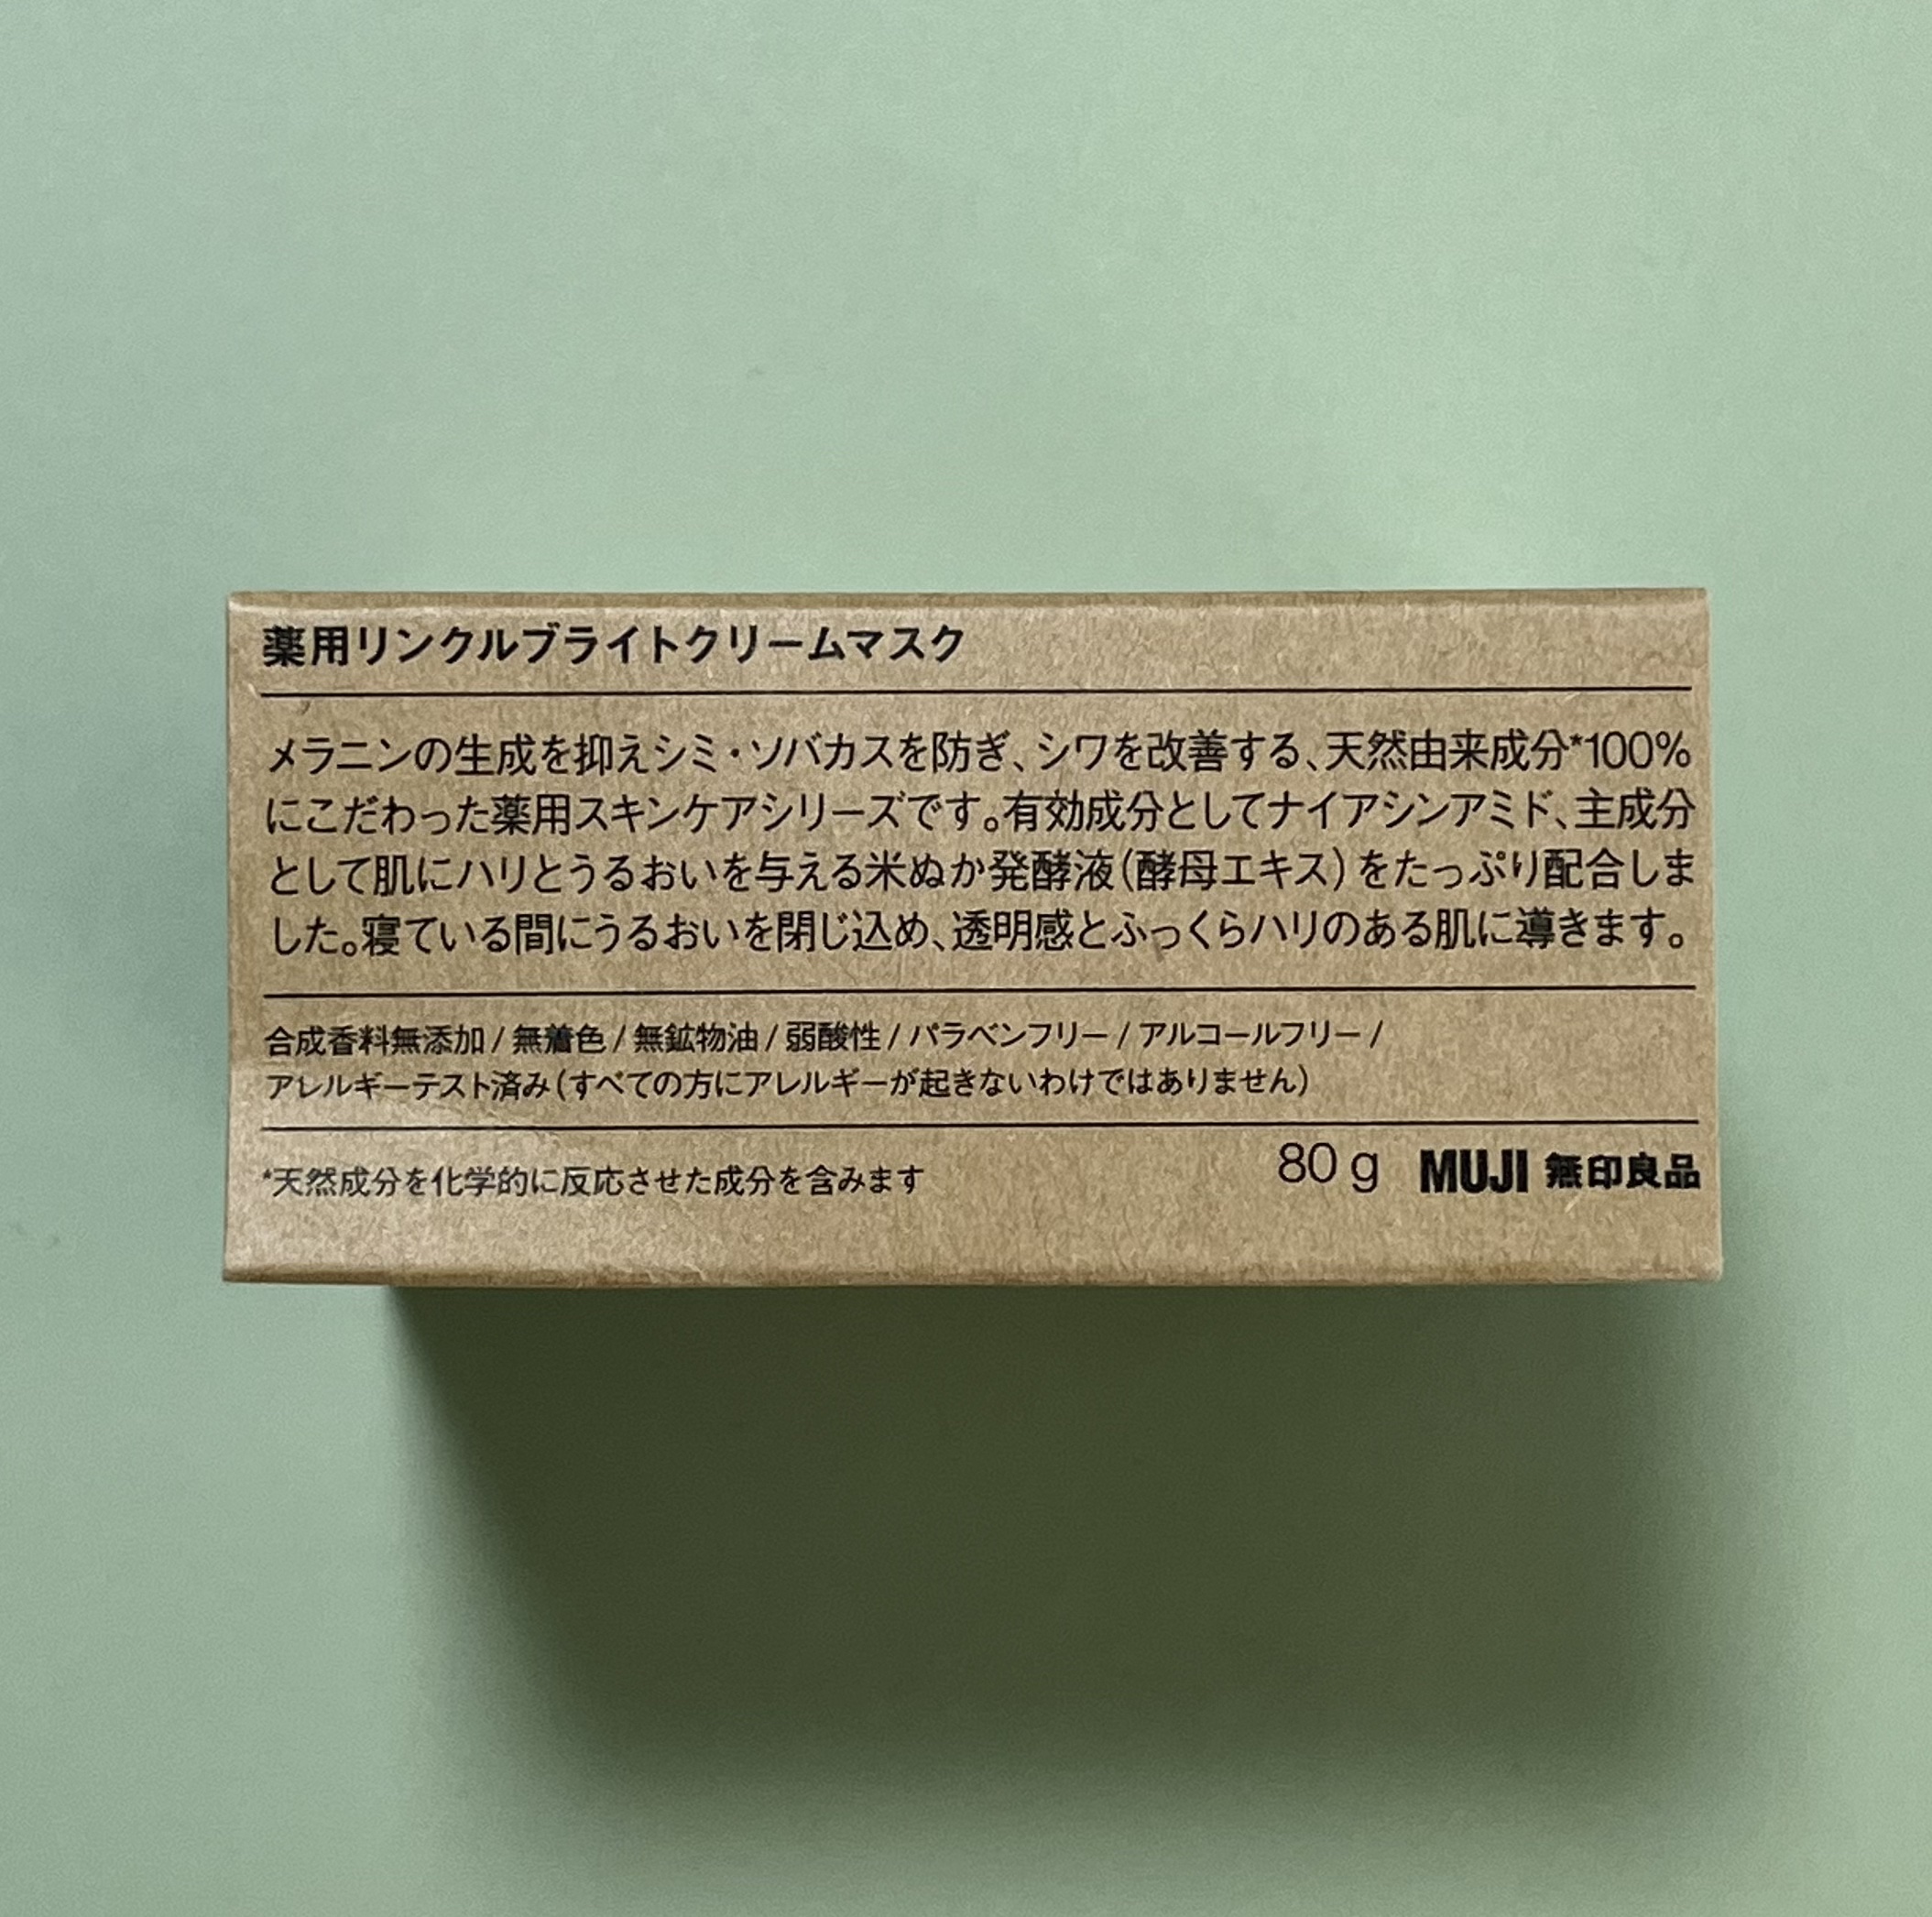 薬用リンクルブライトクリームマスク
メラニンの生成を抑えシミ・ソバカスを防ぎ、シワを改善する、天然由来成分*100%
にこだわった薬用スキンケアシリーズです。有効成分としてナイアシンアミド、主成分
として肌にハリとうるおいを与える米ぬか発酵液(酵母エキス)をたっぷり配合しま
した。寝ている間にうるおいを閉じ込め、透明感とふっくらハリのある肌に導きます。
合成香料無添加 / 無着色 / 無鉱物油 / 弱酸性 / パラベンフリー / アルコールフリー /
アレルギーテスト済み(すべての方にアレルギーが起きないわけではありません)
*天然成分を化学的に反応させた成分を含みます
80 g MUJI 無印良品